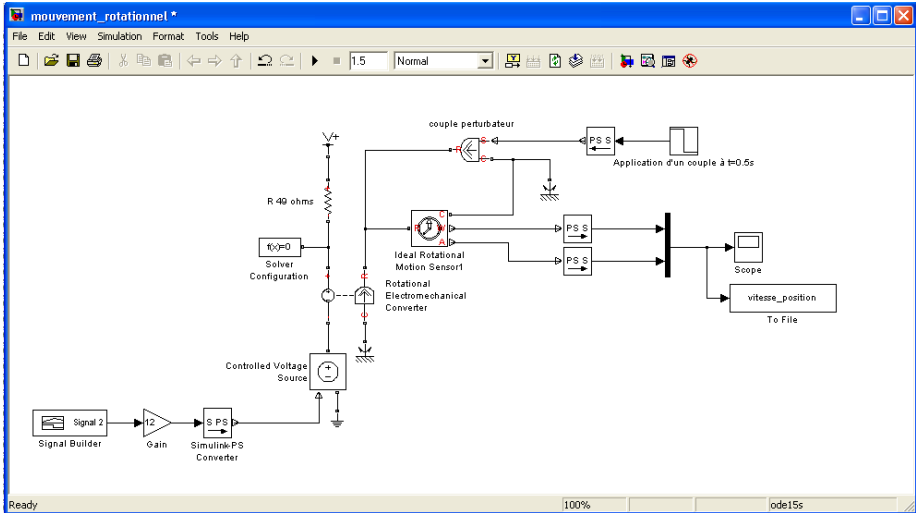 mouvement_rotationnel *
File Edit View Simulation Format Tools Help
1.5 Normal
couple perturbateur
V+
S
PS S
R
C
Application d'un couple à t=0.5s
R 49 ohms
C
R W
A
PS S
f(x)=0
Ideal Rotational
Motion Sensor1
PS S
Solver
Configuration
Scope
+
R
Rotational
Electromechanical
Converter
vitesse_position
To File
-
C
Controlled Voltage
Source
Signal 2
12
S PS
Signal Builder
Gain
Simulink-PS
Converter
Ready 100% ode15s